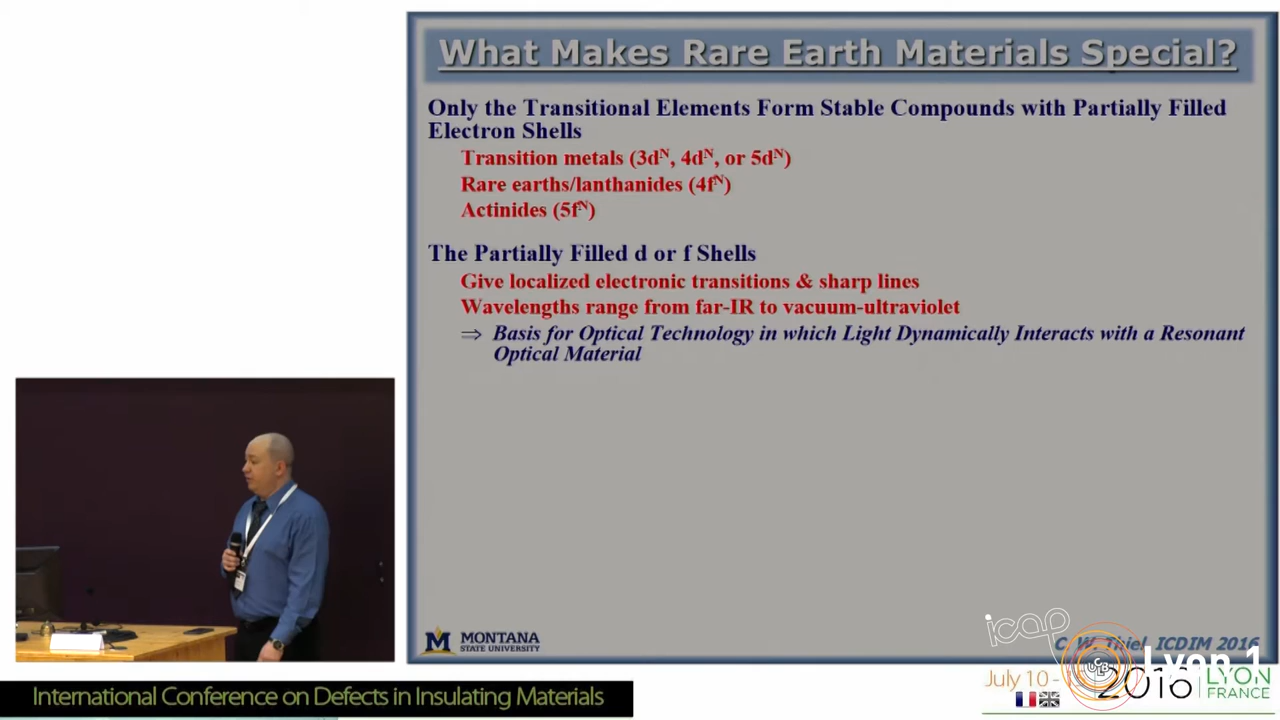 What Makes Rare Earth Materials Special?
Only the Transitional Elements Form Stable Compounds with Partially Filled
Electron Shells
Transition metals (3dᴺ, 4dᴺ, or 5dᴺ)
Rare earths/lanthanides (4fᴺ)
Actinides (5fᴺ)
The Partially Filled d or f Shells
Give localized electronic transitions & sharp lines
Wavelengths range from far-IR to vacuum-ultraviolet
⇒ Basis for Optical Technology in which Light Dynamically Interacts with a Resonant
Optical Material
M MONTANA
STATE UNIVERSITY
icap
C. W. Thiel, ICDIM 2016
UCBL
Lyon 1
July 10 -
2016
LYON
FRANCE
International Conference on Defects in Insulating Materials